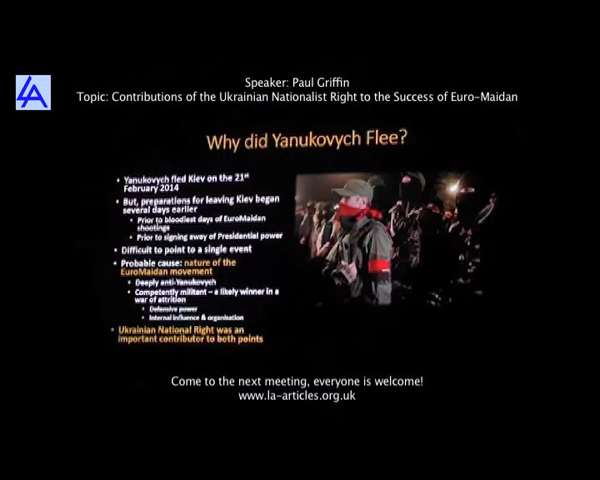 LA
Speaker: Paul Griffin
Topic: Contributions of the Ukrainian Nationalist Right to the Success of Euro-Maidan
Why did Yanukovych Flee?
• Yanukovych fled Kiev on the 21st
February 2014
• But, preparations for leaving Kiev began
several days earlier
• Prior to bloodiest days of EuroMaidan
shootings
• Prior to signing away of Presidential power
• Difficult to point to a single event
• Probable cause: nature of the
EuroMaidan movement
• Deeply anti-Yanukovych
• Competently militant – a likely winner in a
war of attrition
• Defensive power
• Internal influence & organisation
• Ukrainian National Right was an
important contributor to both points
Come to the next meeting, everyone is welcome!
www.la-articles.org.uk